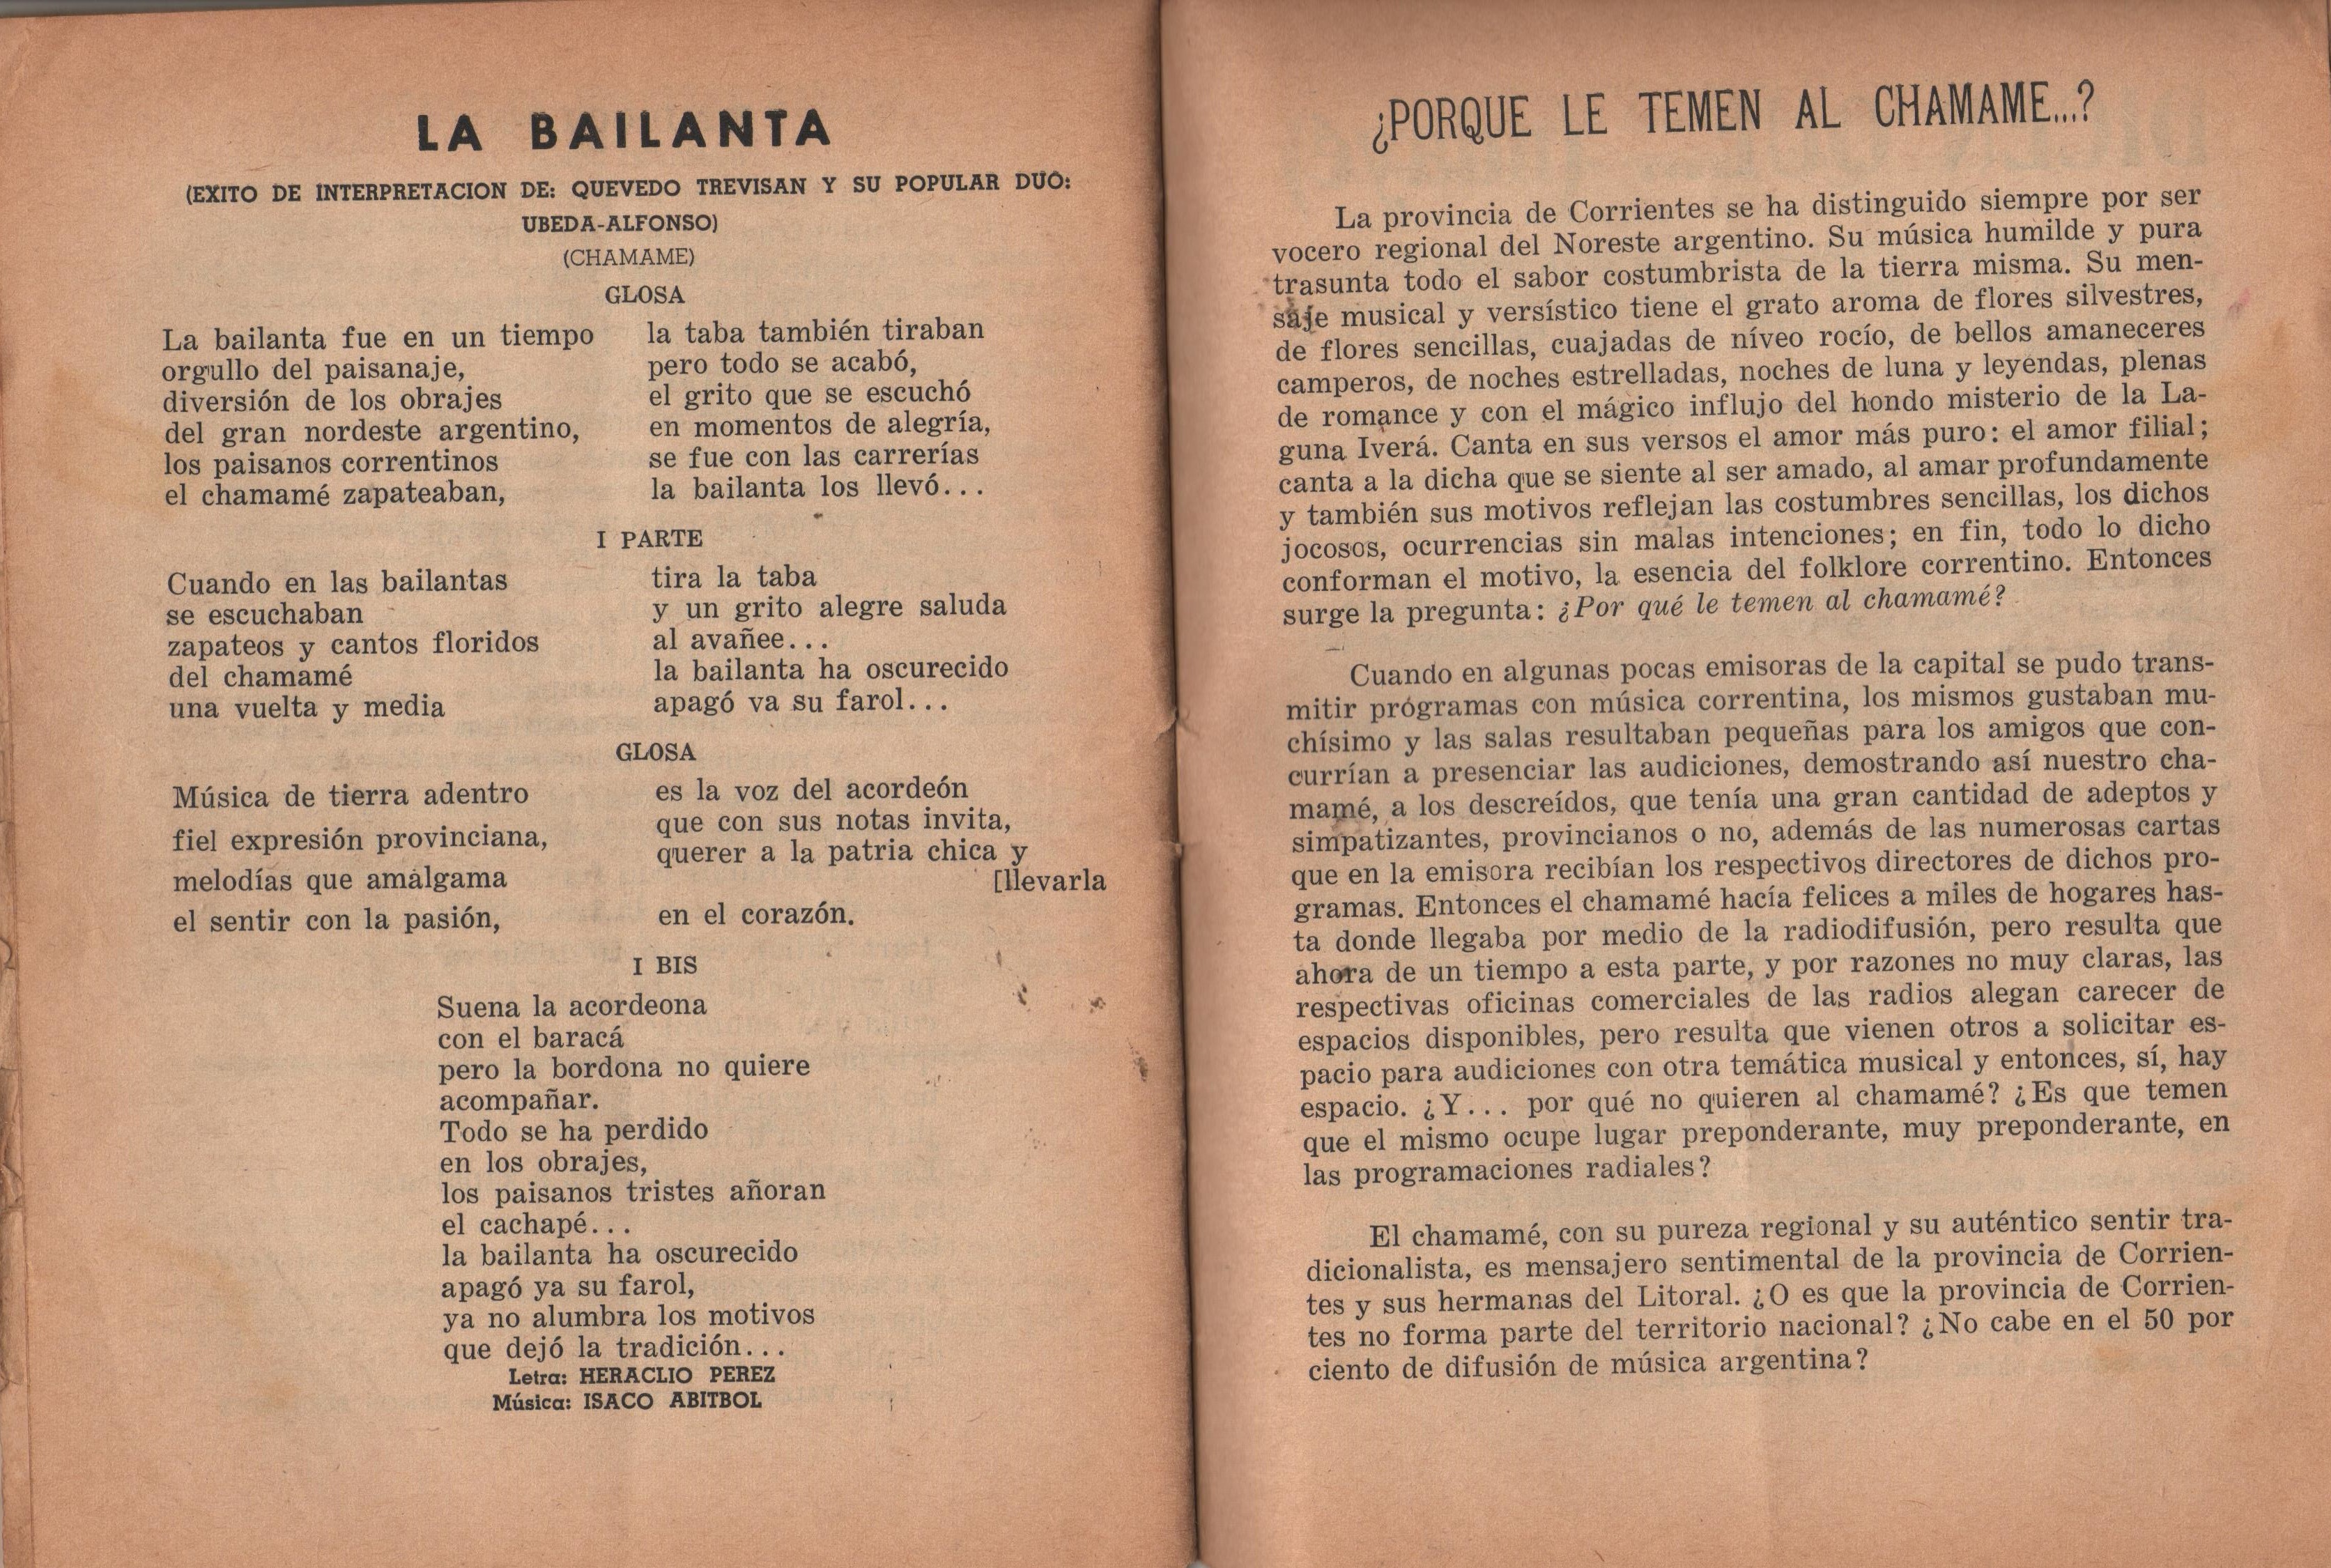 LA BAILANTA
(EXITO DE INTERPRETACION DE: QUEVEDO TREVISAN Y SU POPULAR DUO:
UBEDA-ALFONSO)
(CHAMAME)
GLOSA
La bailanta fue en un tiempo
orgullo del paisanaje,
diversión de los obrajes
del gran nordeste argentino,
los paisanos correntinos
el chamamé zapateaban,
la taba también tiraban
pero todo se acabó,
el grito que se escuchó
en momentos de alegría,
se fue con las carrerías
la bailanta los llevó...
I PARTE
Cuando en las bailantas
se escuchaban
zapateos y cantos floridos
del chamamé
una vuelta y media
tira la taba
y un grito alegre saluda
al avañee...
la bailanta ha oscurecido
apagó va su farol...
GLOSA
Música de tierra adentro
fiel expresión provinciana,
melodías que amalgama
el sentir con la pasión,
es la voz del acordeón
que con sus notas invita,
querer a la patria chica y
[llevarla
en el corazón.
I BIS
Suena la acordeona
con el baracá
pero la bordona no quiere
acompañar.
Todo se ha perdido
en los obrajes,
los paisanos tristes añoran
el cachapé...
la bailanta ha oscurecido
apagó ya su farol,
ya no alumbra los motivos
que dejó la tradición...
Letra: HERACLIO PEREZ
Música: ISACO ABITBOL
¿PORQUE LE TEMEN AL CHAMAME...?
La provincia de Corrientes se ha distinguido siempre por ser
vocero regional del Noreste argentino. Su música humilde y pura
trasunta todo el sabor costumbrista de la tierra misma. Su men-
saje musical y versístico tiene el grato aroma de flores silvestres,
de flores sencillas, cuajadas de níveo rocío, de bellos amaneceres
camperos, de noches estrelladas, noches de luna y leyendas, plenas
de romance y con el mágico influjo del hondo misterio de la La-
guna Iverá. Canta en sus versos el amor más puro: el amor filial;
canta a la dicha que se siente al ser amado, al amar profundamente
y también sus motivos reflejan las costumbres sencillas, los dichos
jocosos, ocurrencias sin malas intenciones; en fin, todo lo dicho
conforman el motivo, la esencia del folklore correntino. Entonces
surge la pregunta: ¿Por qué le temen al chamamé?
Cuando en algunas pocas emisoras de la capital se pudo trans-
mitir prógramas con música correntina, los mismos gustaban mu-
chísimo y las salas resultaban pequeñas para los amigos que con-
currían a presenciar las audiciones, demostrando así nuestro cha-
mamé, a los descreídos, que tenía una gran cantidad de adeptos y
simpatizantes, provincianos o no, además de las numerosas cartas
que en la emisora recibían los respectivos directores de dichos pro-
gramas. Entonces el chamamé hacía felices a miles de hogares has-
ta donde llegaba por medio de la radiodifusión, pero resulta que
ahora de un tiempo a esta parte, y por razones no muy claras, las
respectivas oficinas comerciales de las radios alegan carecer de
espacios disponibles, pero resulta que vienen otros a solicitar es-
pacio para audiciones con otra temática musical y entonces, sí, hay
espacio. ¿Y... por qué no quieren al chamamé? ¿Es que temen
que el mismo ocupe lugar preponderante, muy preponderante, en
las programaciones radiales?
El chamamé, con su pureza regional y su auténtico sentir tra-
dicionalista, es mensajero sentimental de la provincia de Corrien-
tes y sus hermanas del Litoral. ¿O es que la provincia de Corrien-
tes no forma parte del territorio nacional? ¿No cabe en el 50 por
ciento de difusión de música argentina?